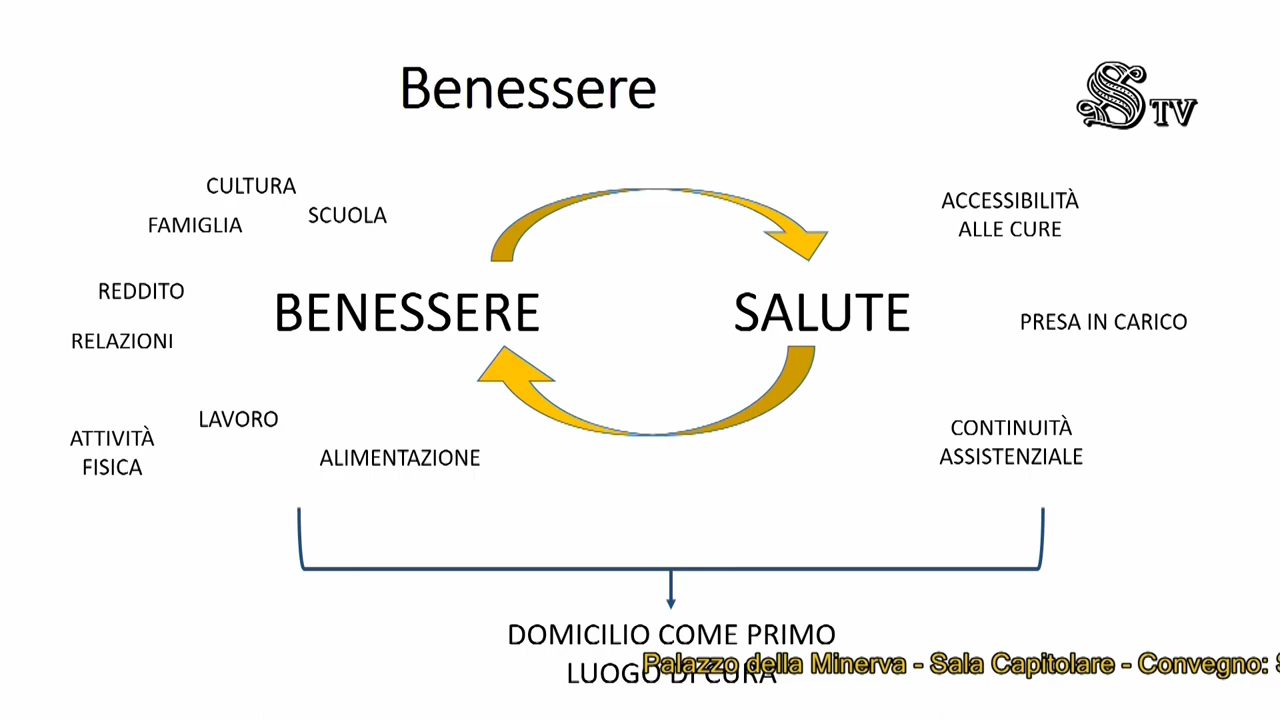 Benessere
STV
CULTURA
FAMIGLIA
SCUOLA
REDDITO
RELAZIONI
BENESSERE
LAVORO
ATTIVITÀ
FISICA
ALIMENTAZIONE
SALUTE
ACCESSIBILITÀ
ALLE CURE
PRESA IN CARICO
CONTINUITÀ
ASSISTENZIALE
DOMICILIO COME PRIMO
LUOGO DI CURA
Palazzo della Minerva - Sala Capitolare - Convegno: S